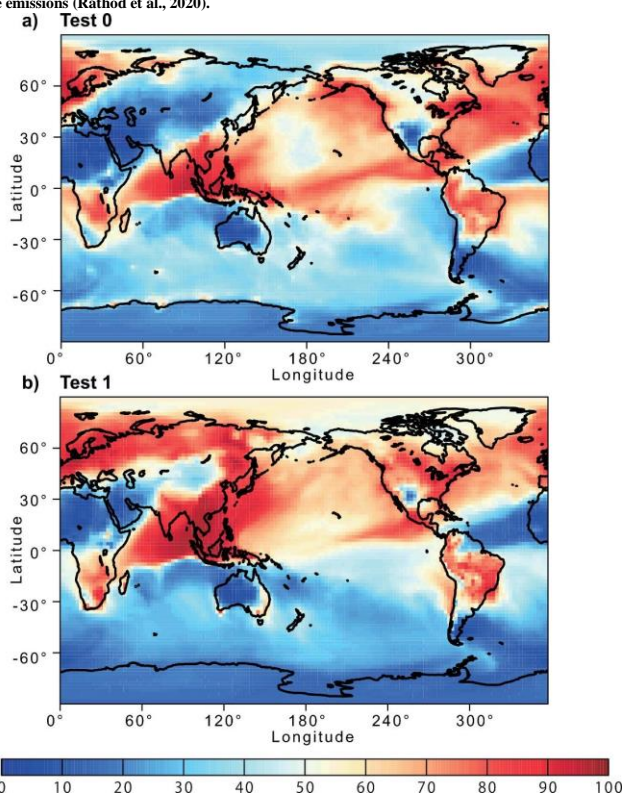 e emissions (Rathod et al., 2020).
a) Test 0
60°
30°
0°
-30°
-60°
Latitude
0° 60° 120° 180° 240° 300°
Longitude
b) Test 1
60°
30°
0°
-30°
-60°
Latitude
0° 60° 120° 180° 240° 300°
Longitude
0 10 20 30 40 50 60 70 80 90 100